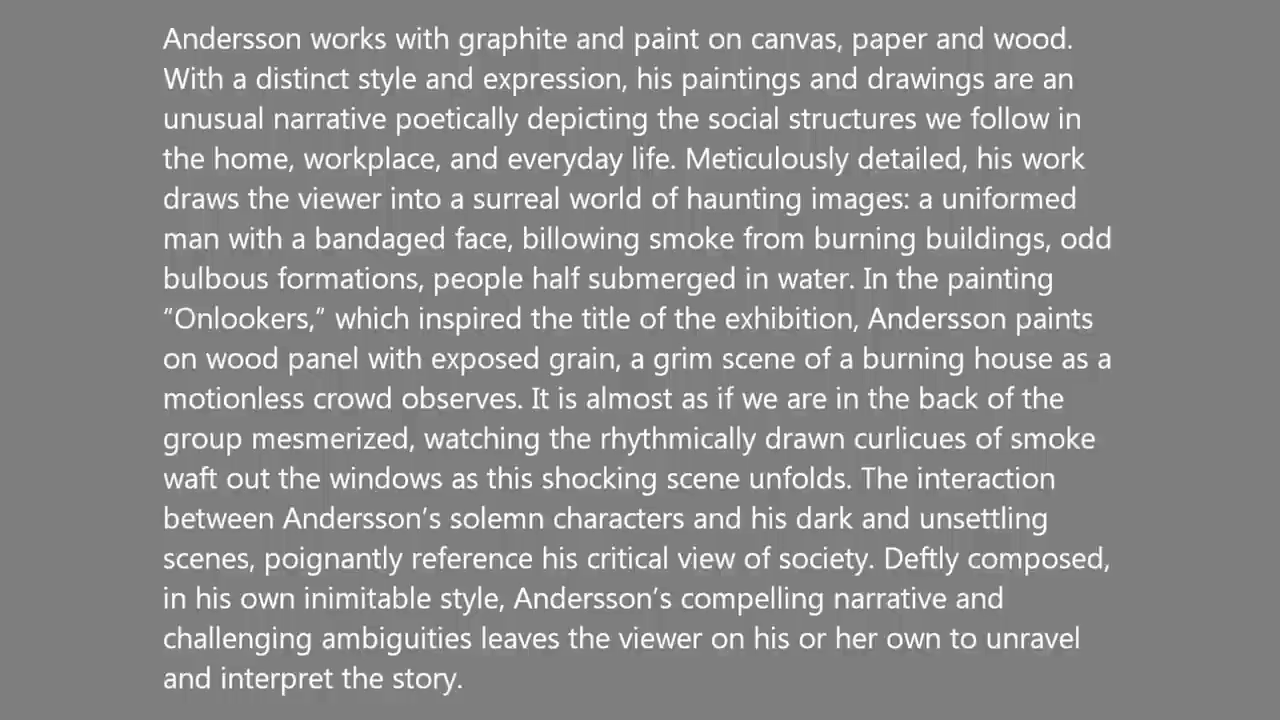 Andersson works with graphite and paint on canvas, paper and wood.
With a distinct style and expression, his paintings and drawings are an
unusual narrative poetically depicting the social structures we follow in
the home, workplace, and everyday life. Meticulously detailed, his work
draws the viewer into a surreal world of haunting images: a uniformed
man with a bandaged face, billowing smoke from burning buildings, odd
bulbous formations, people half submerged in water. In the painting
“Onlookers,” which inspired the title of the exhibition, Andersson paints
on wood panel with exposed grain, a grim scene of a burning house as a
motionless crowd observes. It is almost as if we are in the back of the
group mesmerized, watching the rhythmically drawn curlicues of smoke
waft out the windows as this shocking scene unfolds. The interaction
between Andersson’s solemn characters and his dark and unsettling
scenes, poignantly reference his critical view of society. Deftly composed,
in his own inimitable style, Andersson’s compelling narrative and
challenging ambiguities leaves the viewer on his or her own to unravel
and interpret the story.